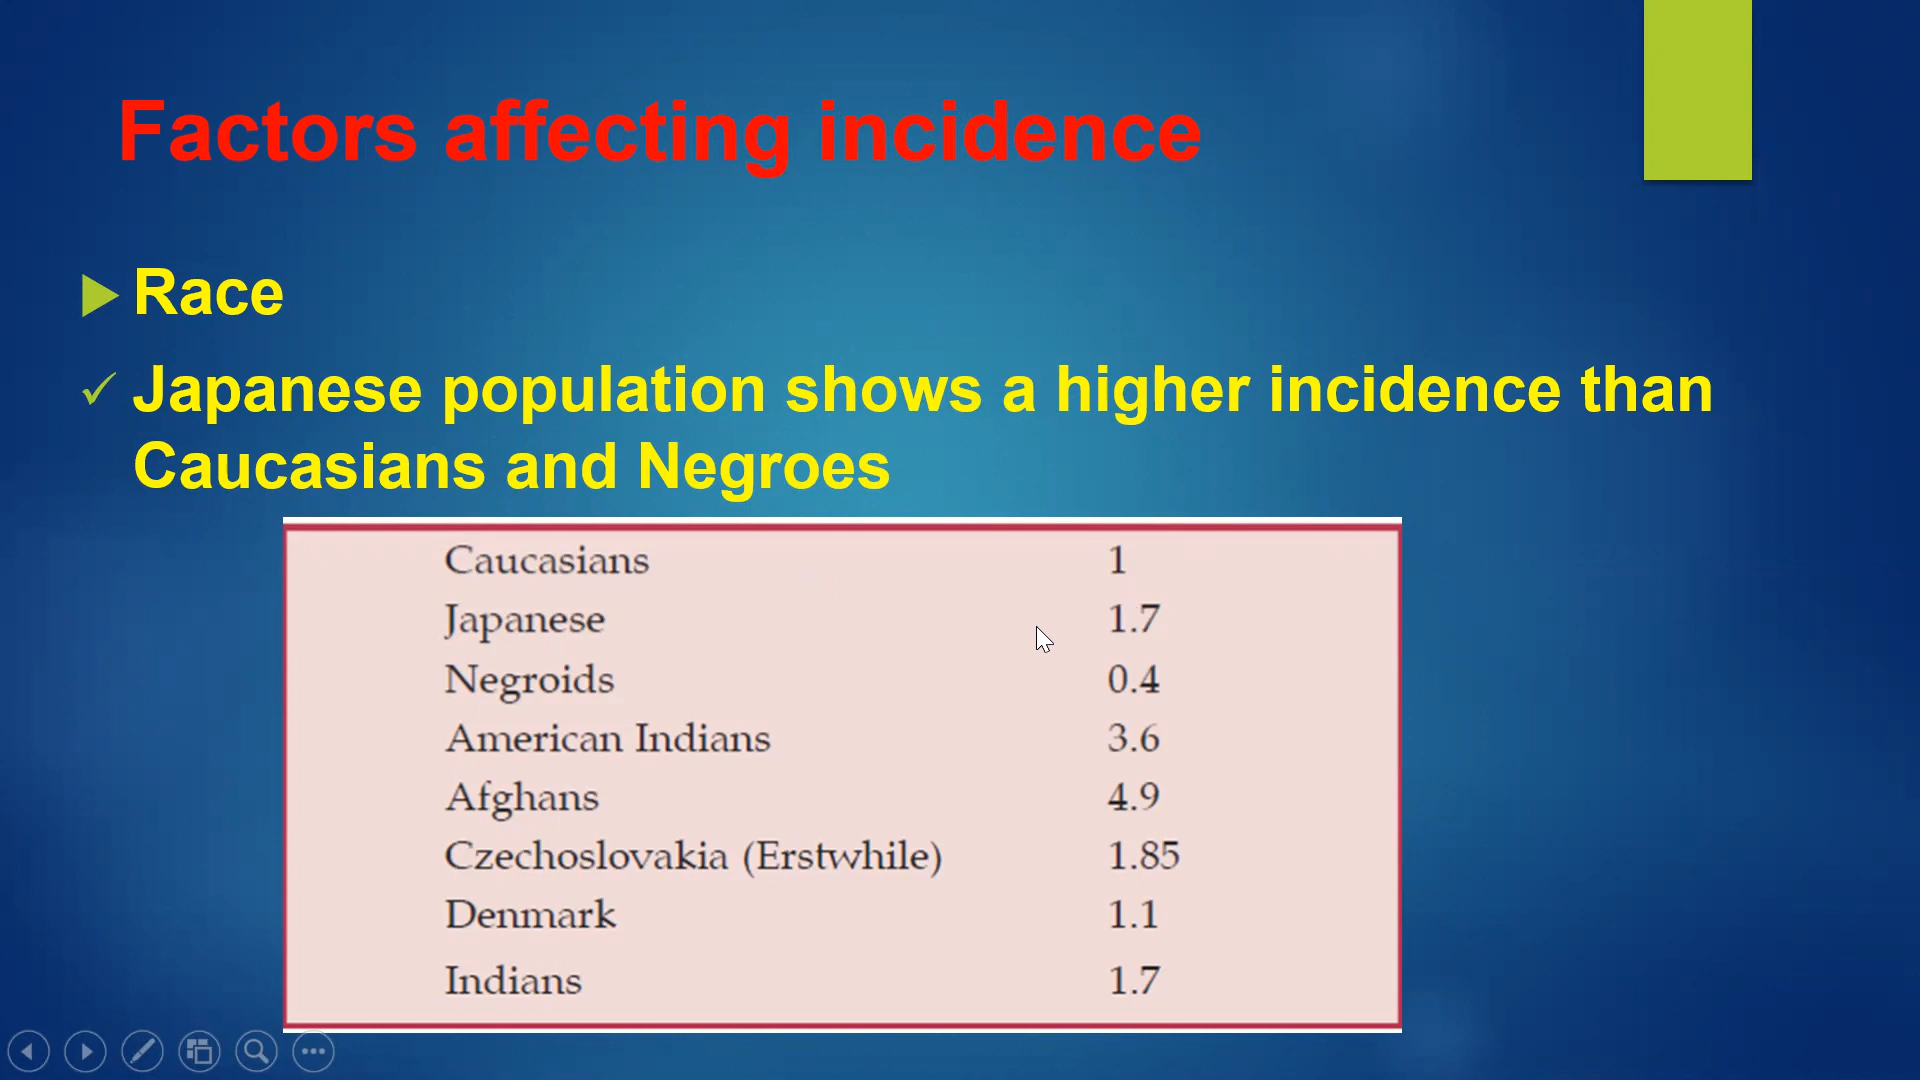 Factors affecting incidence
Race
Japanese population shows a higher incidence than
Caucasians and Negroes
Caucasians 1
Japanese 1.7
Negroids 0.4
American Indians 3.6
Afghans 4.9
Czechoslovakia (Erstwhile) 1.85
Denmark 1.1
Indians 1.7